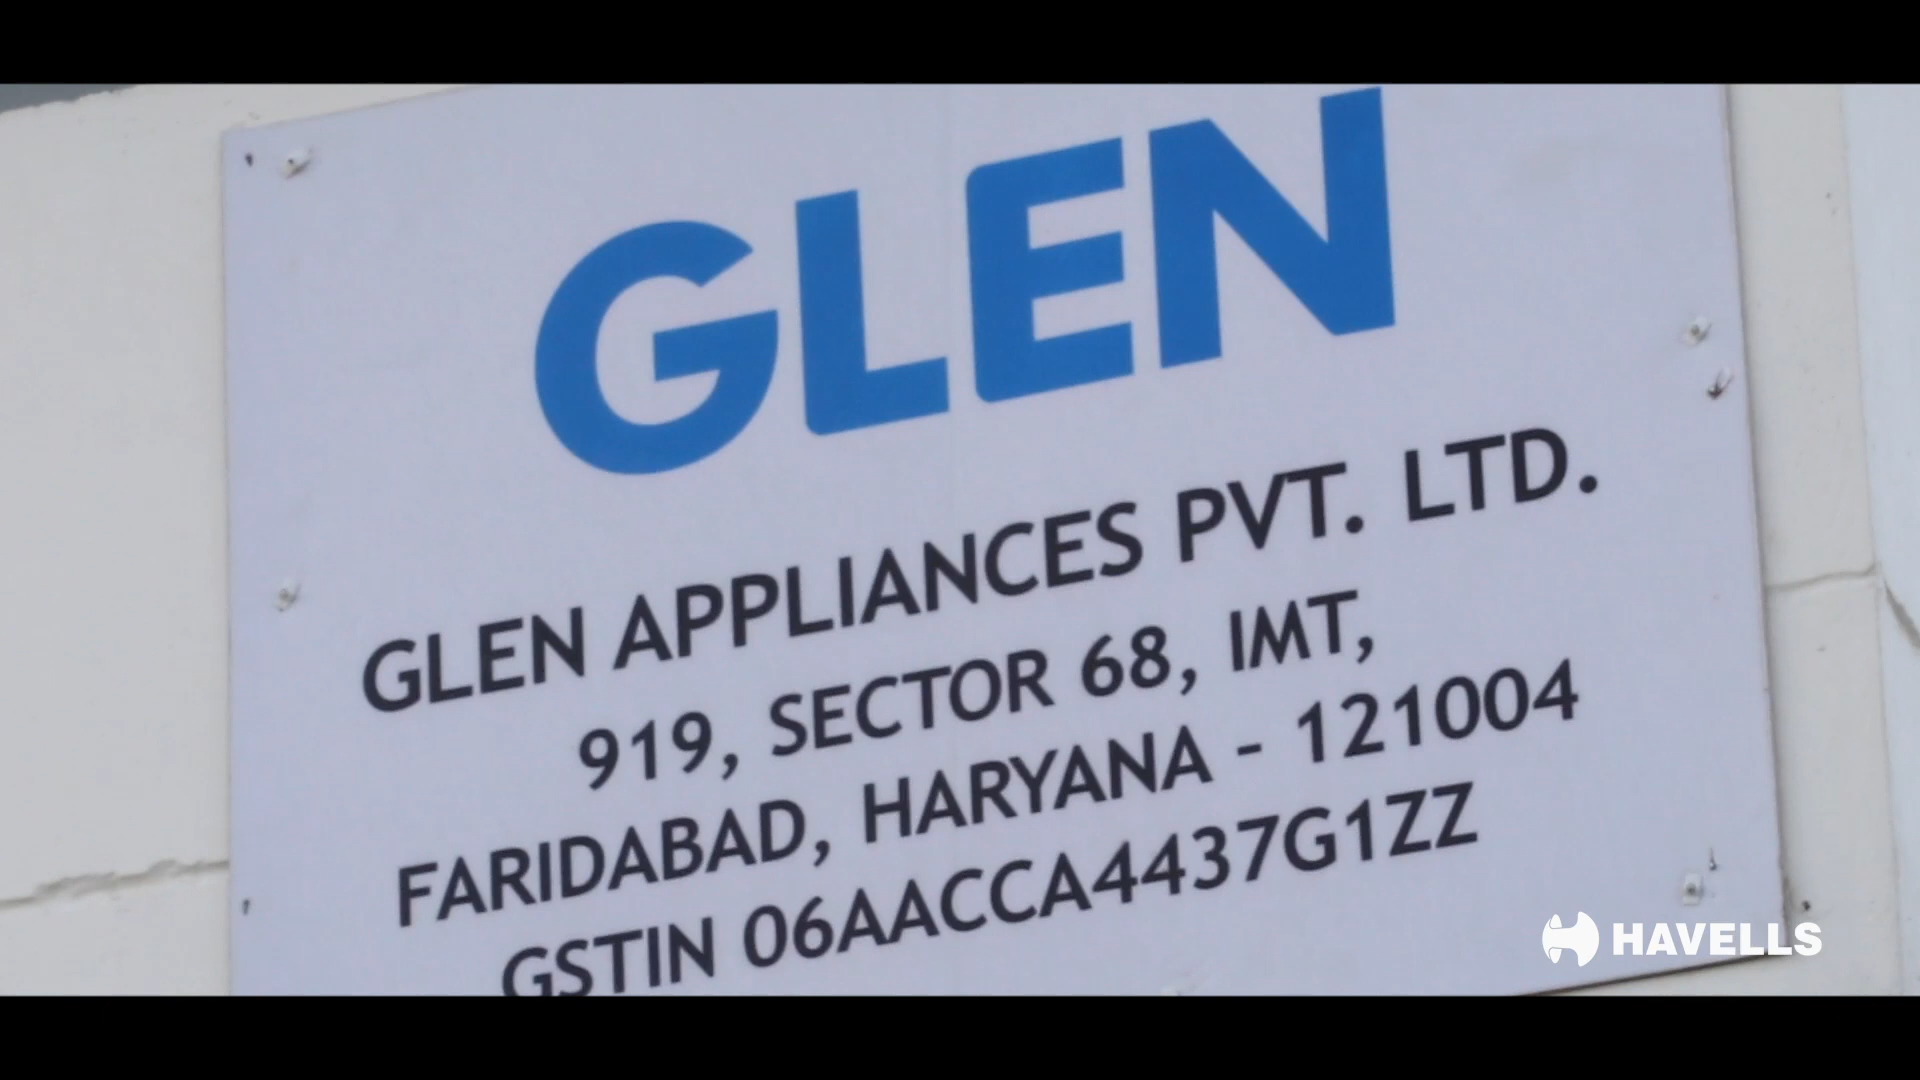 GLEN
GLEN APPLIANCES PVT. LTD.
919, SECTOR 68, IMT,
FARIDABAD, HARYANA - 121004
GSTIN 06AACCA4437G1ZZ
HAVELLS